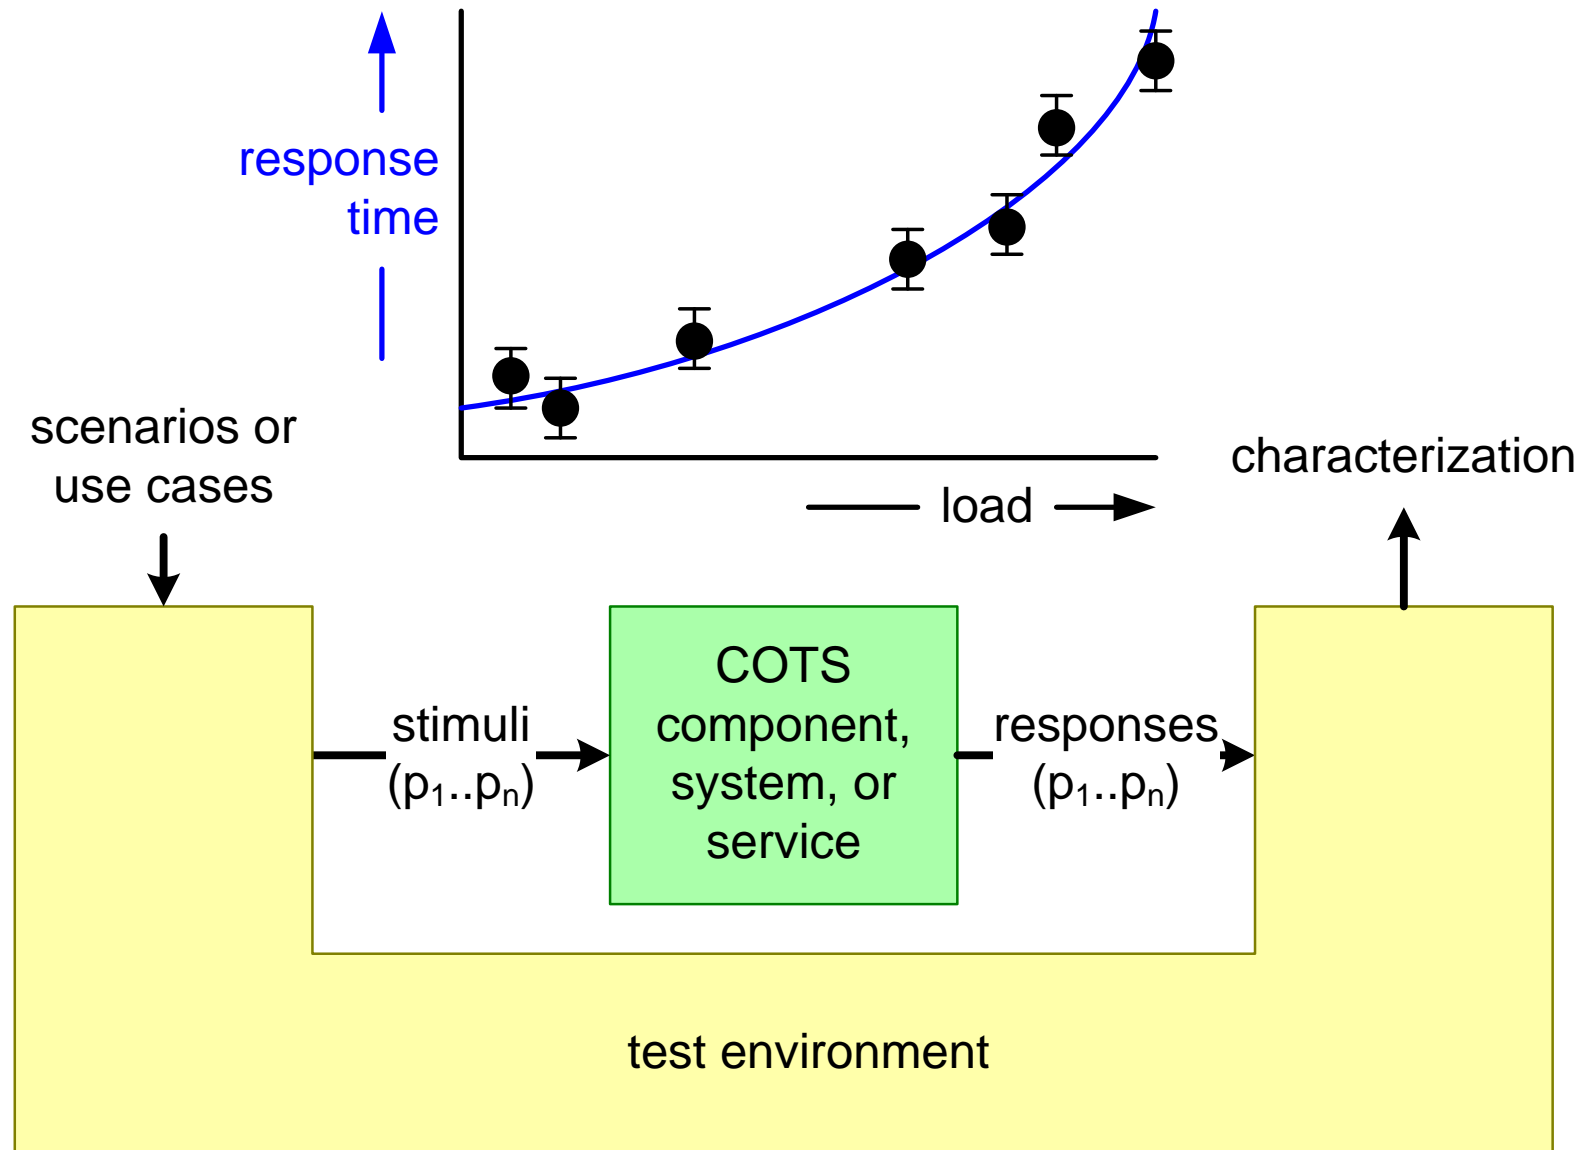 response
time
scenarios or
use cases
load
characterization
COTS
component,
system, or
service
stimuli
(p₁..pₙ)
responses
(p₁..pₙ)
test environment